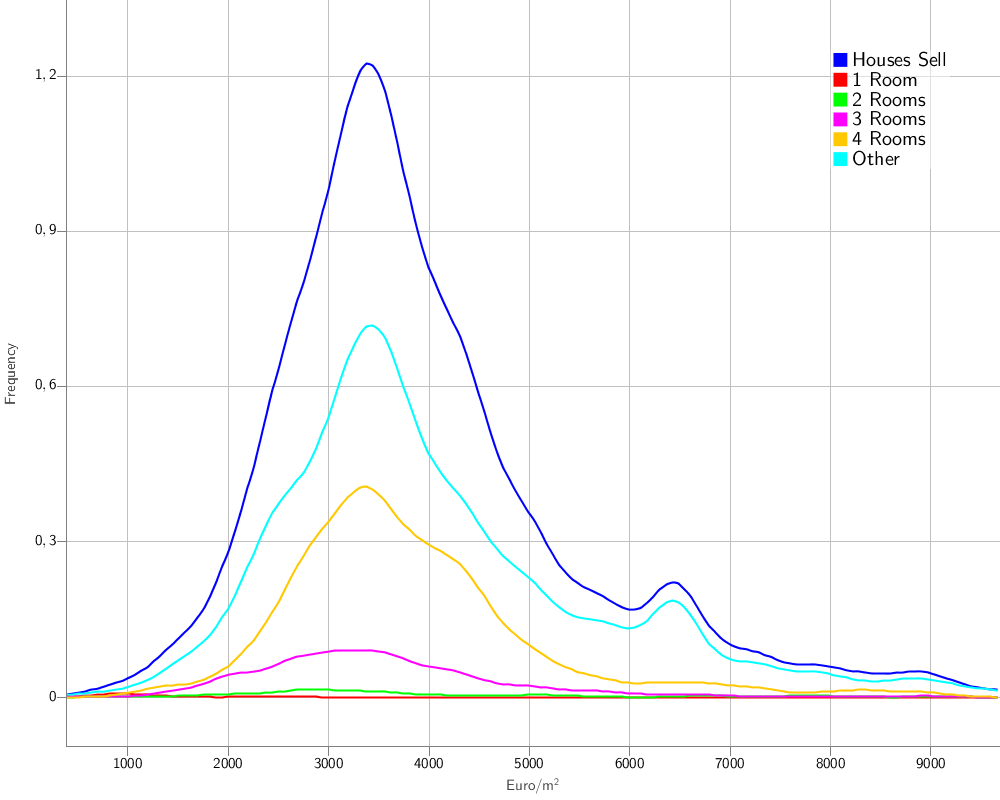 Houses Sell
1 Room
2 Rooms
3 Rooms
4 Rooms
Other
1, 2
0, 9
0, 6
0, 3
0
Frequency
1000 2000 3000 4000 5000 6000 7000 8000 9000
Euro/m²